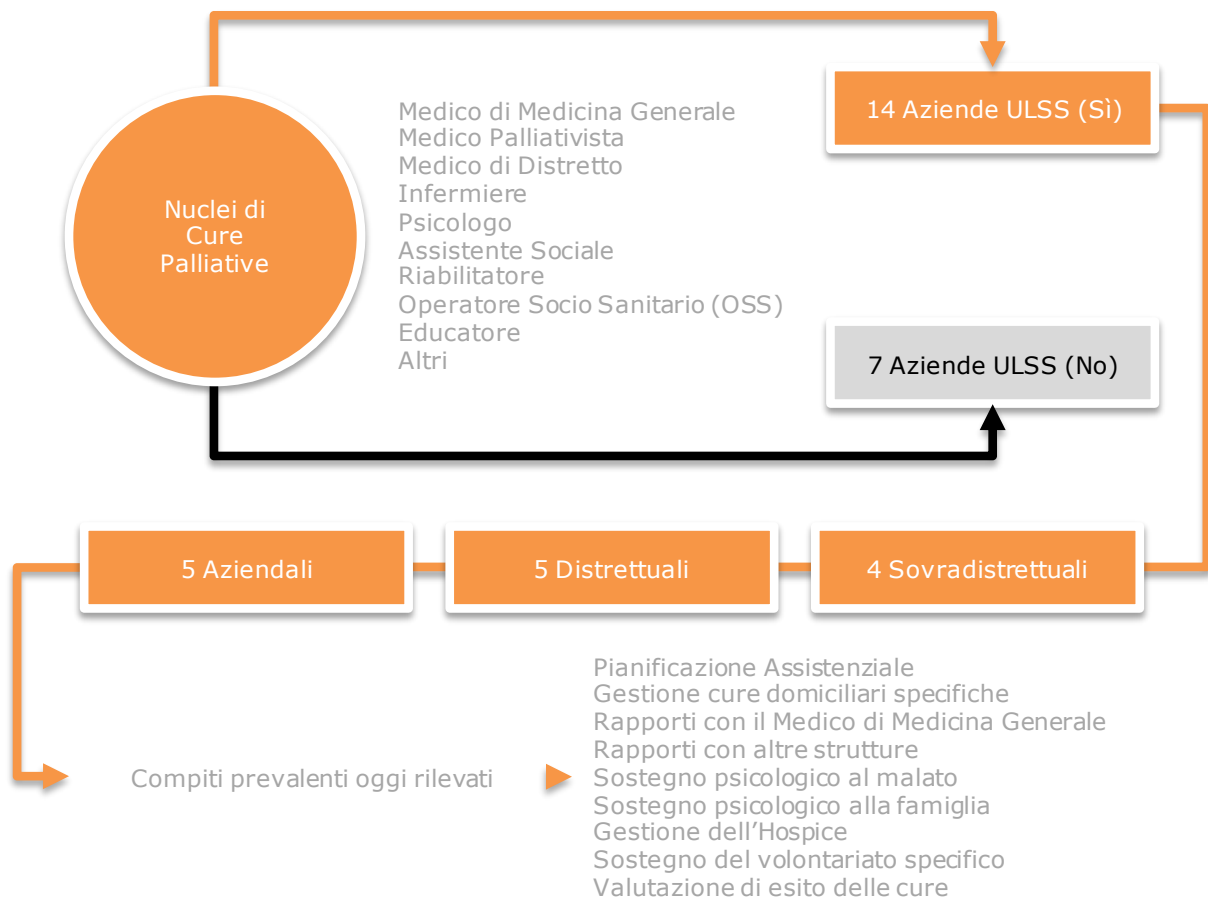 Nuclei di
Cure
Palliative
Medico di Medicina Generale
Medico Palliativista
Medico di Distretto
Infermiere
Psicologo
Assistente Sociale
Riabilitatore
Operatore Socio Sanitario (OSS)
Educatore
Altri
14 Aziende ULSS (Sì)
7 Aziende ULSS (No)
5 Aziendali
5 Distrettuali
4 Sovradistrettuali
Compiti prevalenti oggi rilevati
Pianificazione Assistenziale
Gestione cure domiciliari specifiche
Rapporti con il Medico di Medicina Generale
Rapporti con altre strutture
Sostegno psicologico al malato
Sostegno psicologico alla famiglia
Gestione dell’Hospice
Sostegno del volontariato specifico
Valutazione di esito delle cure